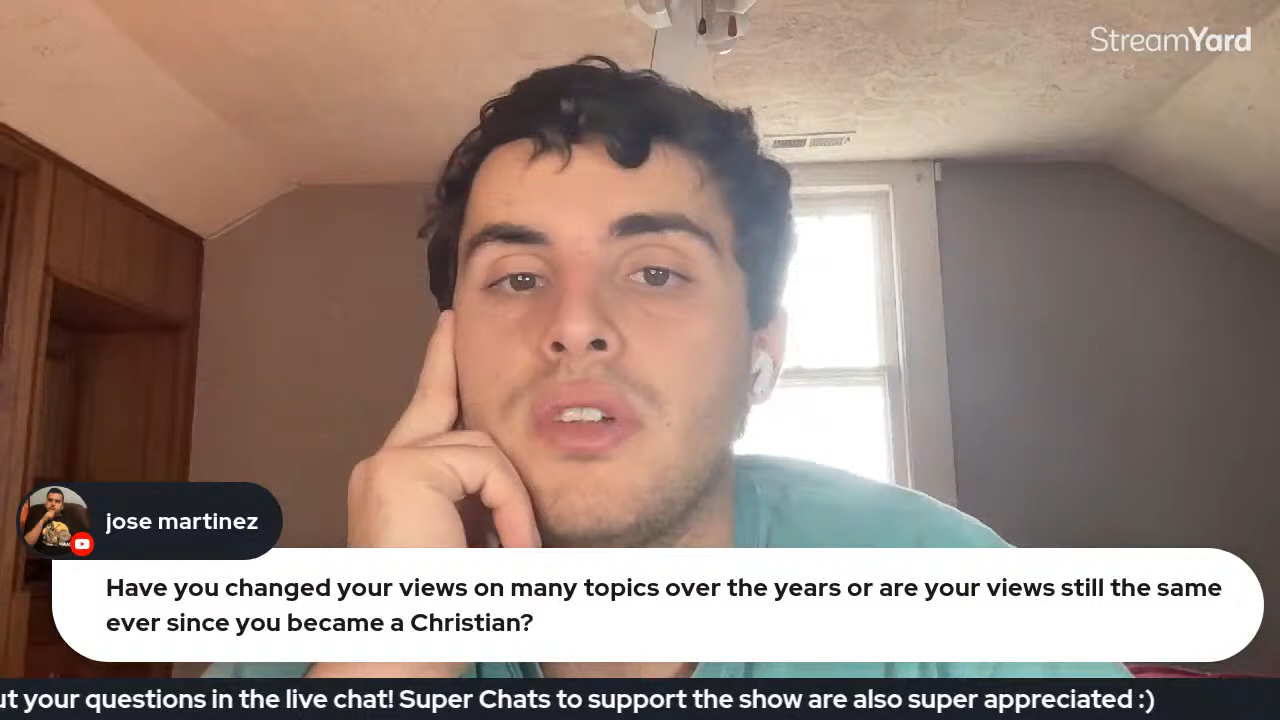 StreamYard
jose martinez
Have you changed your views on many topics over the years or are your views still the same
ever since you became a Christian?
your questions in the live chat! Super Chats to support the show are also super appreciated :)